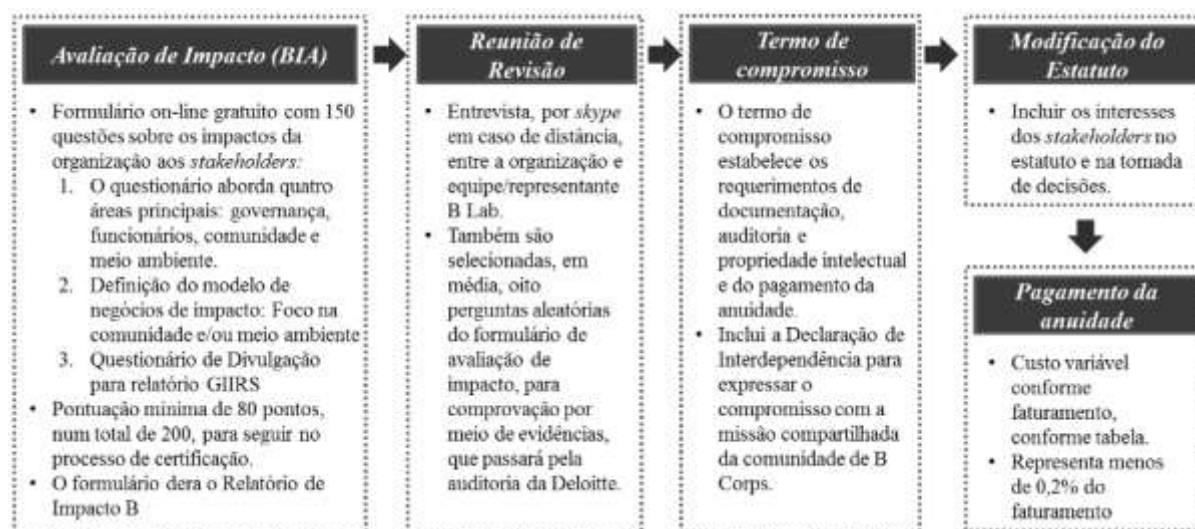 Avaliação de Impacto (BIA)
• Formulário on-line gratuito com 150
questões sobre os impactos da
organização aos stakeholders:
1. O questionário aborda quatro
áreas principais: governança,
funcionários, comunidade e
meio ambiente.
2. Definição do modelo de
negócios de impacto: Foco na
comunidade e/ou meio ambiente
3. Questionário de Divulgação
para relatório GIIRS
• Pontuação mínima de 80 pontos,
num total de 200, para seguir no
processo de certificação.
• O formulário dera o Relatório de
Impacto B
Reunião de
Revisão
• Entrevista, por skype
em caso de distância,
entre a organização e
equipe/representante
B Lab.
• Também são
selecionadas, em
média, oito
perguntas aleatórias
do formulário de
avaliação de
impacto, para
comprovação por
meio de evidências,
que passará pela
auditoria da Deloitte.
Termo de
compromisso
• O termo de
compromisso
estabelece os
requerimentos de
documentação,
auditoria e
propriedade intelectual
e do pagamento da
anuidade.
• Inclui a Declaração de
Interdependência para
expressar o
compromisso com a
missão compartilhada
da comunidade de B
Corps.
Modificação do
Estatuto
• Incluir os interesses
dos stakeholders no
estatuto e na tomada
de decisões.
Pagamento da
anuidade
• Custo variável
conforme
faturamento,
conforme tabela.
• Representa menos
de 0,2% do
faturamento